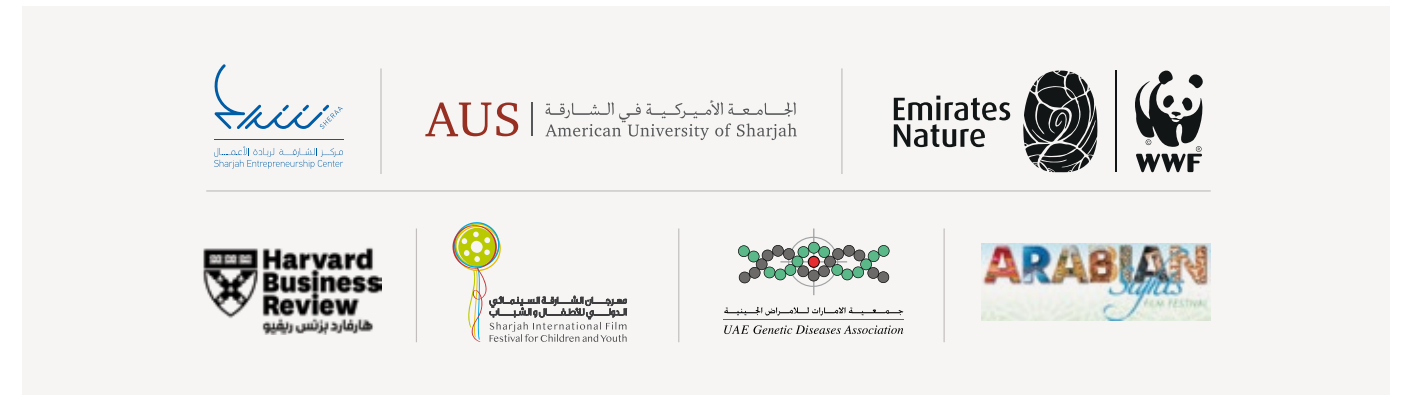 SHERAA
مركز الشارقة لريادة الأعمال
Sharjah Entrepreneurship Center
AUS
الجامعة الأميركية في الشارقة
American University of Sharjah
Emirates
Nature
©
®
WWF
Harvard
Business
Review
هارفارد بزنس ريفيو
مهرجان الشارقة السينمائي
الدولي للأطفال والشباب
Sharjah International Film
Festival for Children and Youth
جمعية الامارات للامراض الجينية
UAE Genetic Diseases Association
ARABIAN
Sights
FILM FESTIVAL